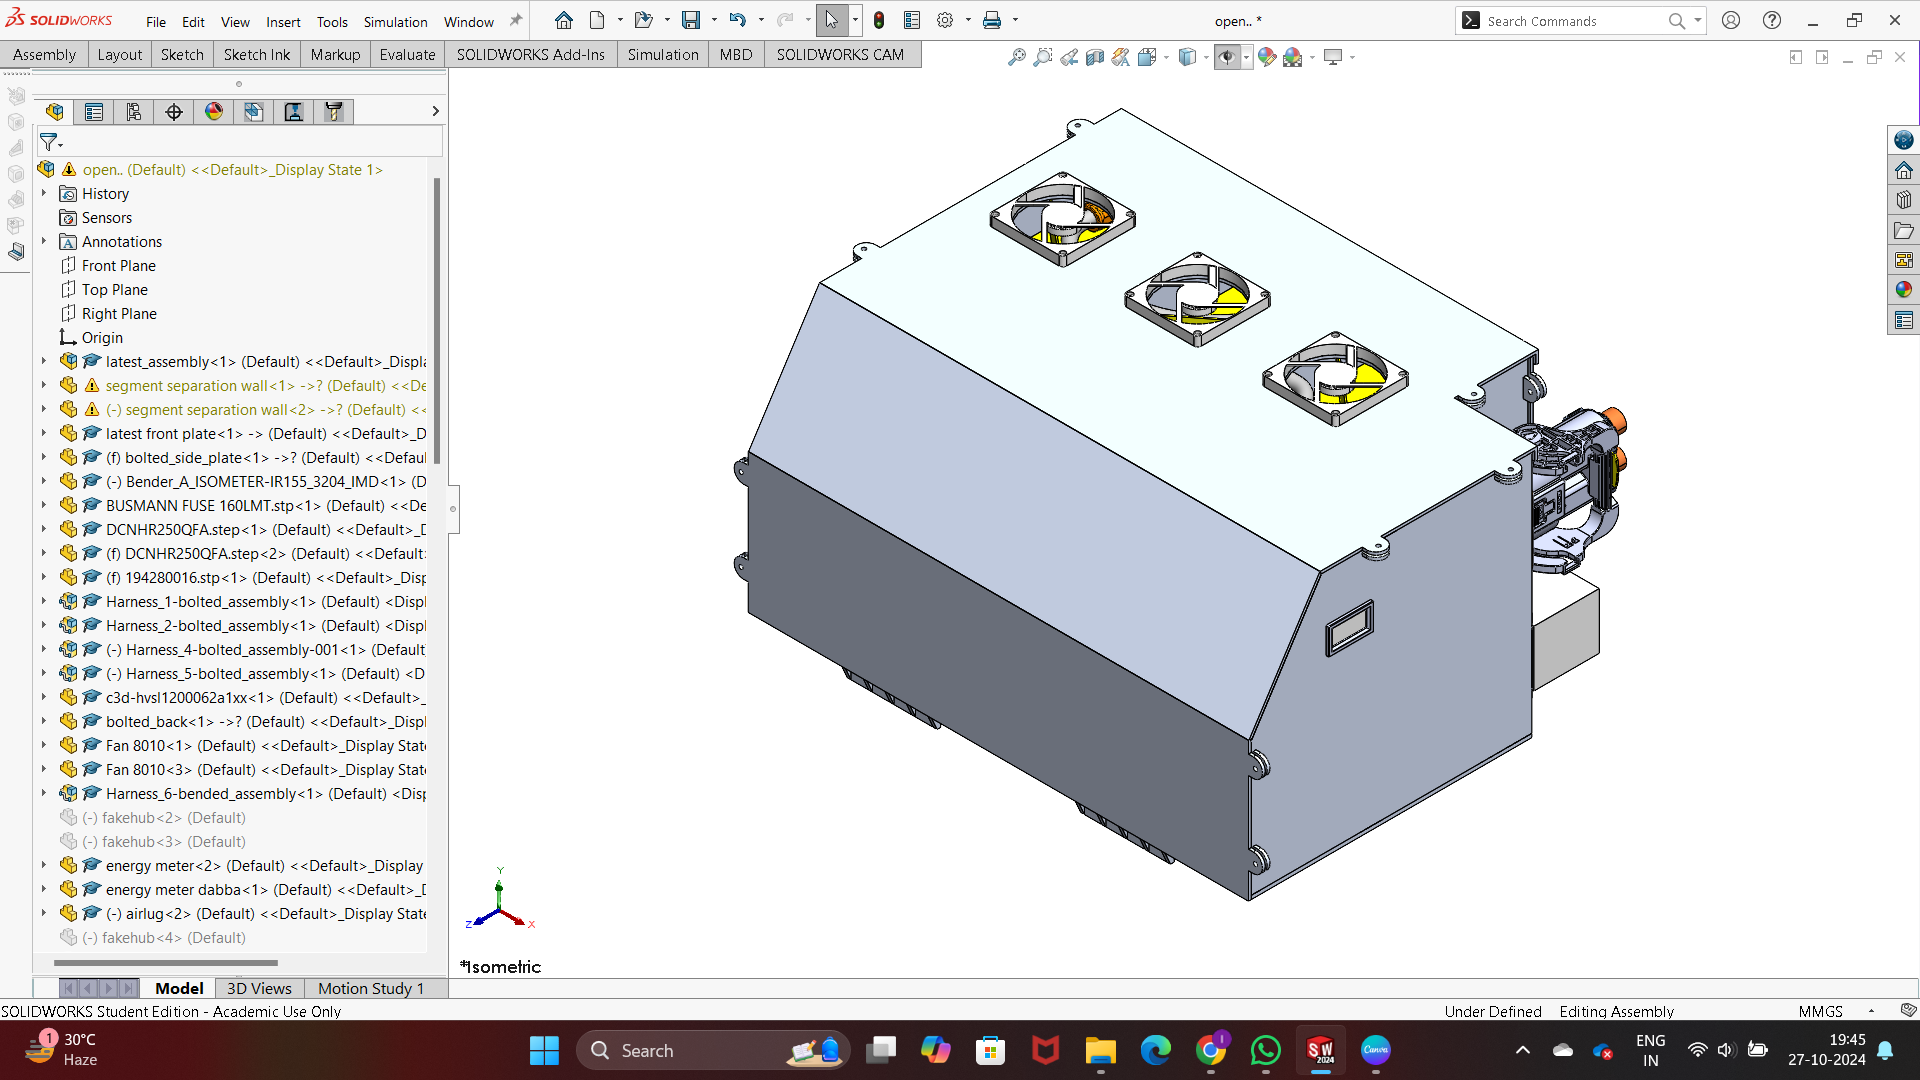 SOLIDWORKS File Edit View Insert Tools Simulation Window
open.. *
Search Commands
Assembly Layout Sketch Sketch Ink Markup Evaluate SOLIDWORKS Add-Ins Simulation MBD SOLIDWORKS CAM
open.. (Default) <<Default>_Display State 1>
History
Sensors
Annotations
Front Plane
Top Plane
Right Plane
Origin
latest_assembly<1> (Default) <<Default>_Displa
segment separation wall<1> ->? (Default) <<De
(-) segment separation wall<2> ->? (Default) <<
latest front plate<1> -> (Default) <<Default>_D
(f) bolted_side_plate<1> ->? (Default) <<Defaul
(-) Bender_A_ISOMETER-IR155_3204_IMD<1> (D
BUSMANN FUSE 160LMT.stp<1> (Default) <<De
DCNHR250QFA.step<1> (Default) <<Default>_D
(f) DCNHR250QFA.step<2> (Default) <<Default:
(f) 194280016.stp<1> (Default) <<Default>_Disp
Harness_1-bolted_assembly<1> (Default) <Displ
Harness_2-bolted_assembly<1> (Default) <Displ
(-) Harness_4-bolted_assembly-001<1> (Default
(-) Harness_5-bolted_assembly<1> (Default) <D
c3d-hvsl1200062a1xx<1> (Default) <<Default>_
bolted_back<1> ->? (Default) <<Default>_Displ
Fan 8010<1> (Default) <<Default>_Display State
Fan 8010<3> (Default) <<Default>_Display State
Harness_6-bended_assembly<1> (Default) <Disp
(-) fakehub<2> (Default)
(-) fakehub<3> (Default)
energy meter<2> (Default) <<Default>_Display
energy meter dabba<1> (Default) <<Default>_D
(-) airlug<2> (Default) <<Default>_Display State
(-) fakehub<4> (Default)
Y
Z
X
*Isometric
Model 3D Views Motion Study 1
SOLIDWORKS Student Edition - Academic Use Only
Under Defined Editing Assembly MMGS
1
30°C
Haze
Search
SW
2024
Canva
ENG
IN
19:45
27-10-2024